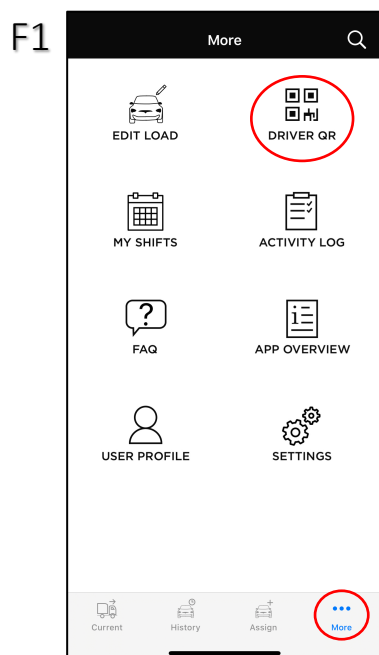 F1
More
EDIT LOAD
DRIVER QR
MY SHIFTS
ACTIVITY LOG
FAQ
APP OVERVIEW
USER PROFILE
SETTINGS
Current
History
Assign
More